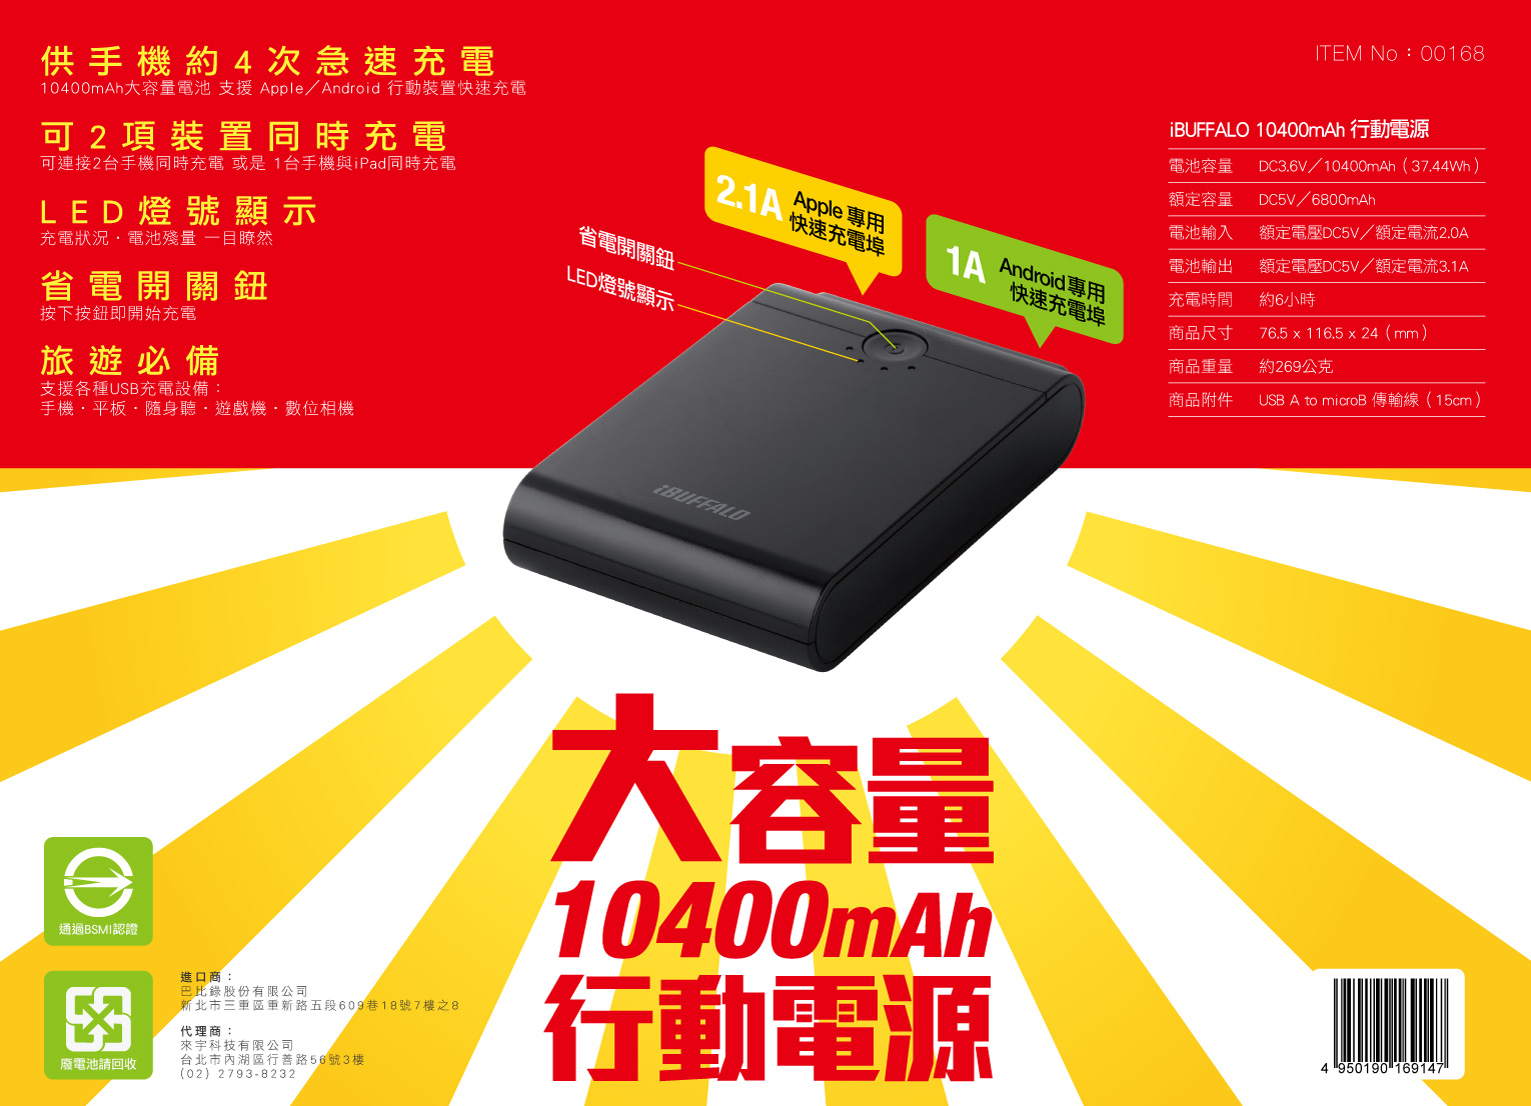 供手機約4次急速充電
10400mAh大容量電池 支援 Apple／Android 行動裝置快速充電
可2項裝置同時充電
可連接2台手機同時充電 或是 1台手機與iPad同時充電
LED燈號顯示
充電狀況・電池殘量 一目瞭然
省電開關鈕
按下按鈕即開始充電
旅遊必備
支援各種USB充電設備：
手機・平板・隨身聽・遊戲機・數位相機
省電開關鈕
LED燈號顯示
2.1A Apple 專用
快速充電埠
1A Android專用
快速充電埠
iBUFFALO
ITEM No：00168
iBUFFALO 10400mAh 行動電源
電池容量 DC3.6V／10400mAh（37.44Wh）
額定容量 DC5V／6800mAh
電池輸入 額定電壓DC5V／額定電流2.0A
電池輸出 額定電壓DC5V／額定電流3.1A
充電時間 約6小時
商品尺寸 76.5 x 116.5 x 24（mm）
商品重量 約269公克
商品附件 USB A to microB 傳輸線（15cm）
大容量
10400mAh
行動電源
通過BSMI認證
廢電池請回收
進口商：
巴比祿股份有限公司
新北市三重區重新路五段609巷18號7樓之8
代理商：
來宇科技有限公司
台北市內湖區行善路56號3樓
(02) 2793-8232
4 950190 169147